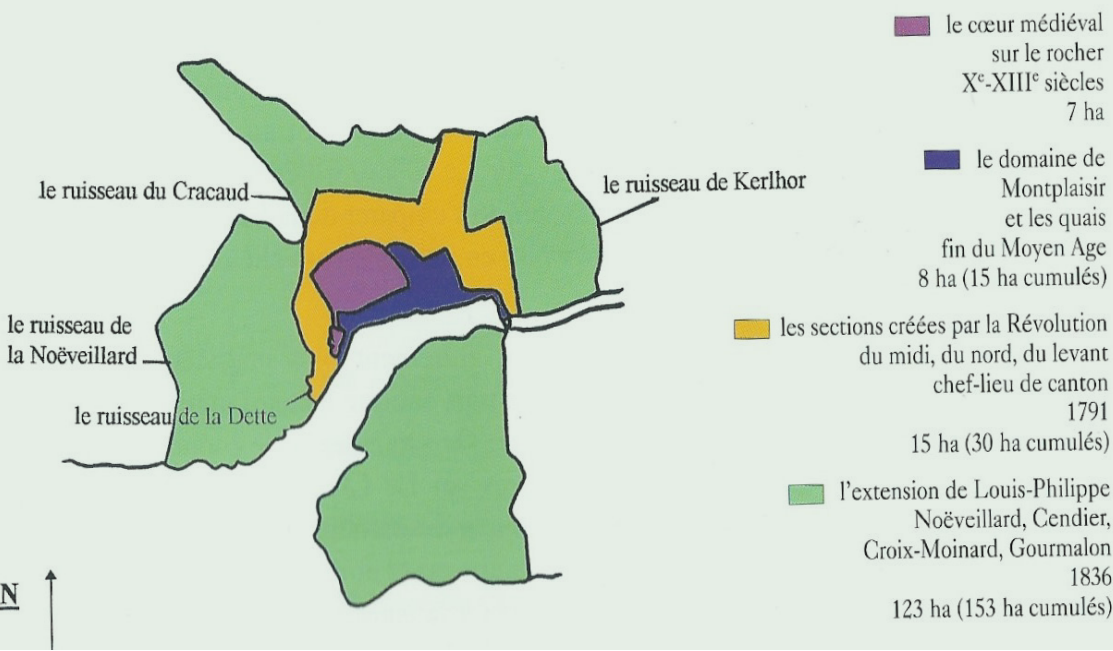 le cœur médiéval
sur le rocher
Xᵉ-XIIIᵉ siècles
7 ha
le domaine de
Montplaisir
et les quais
fin du Moyen Age
8 ha (15 ha cumulés)
les sections créées par la Révolution
du midi, du nord, du levant
chef-lieu de canton
1791
15 ha (30 ha cumulés)
l'extension de Louis-Philippe
Noëveillard, Cendier,
Croix-Moinard, Gourmalon
1836
123 ha (153 ha cumulés)
le ruisseau du Cracaud
le ruisseau de Kerlhor
le ruisseau de
la Noëveillard
le ruisseau de la Dette
N